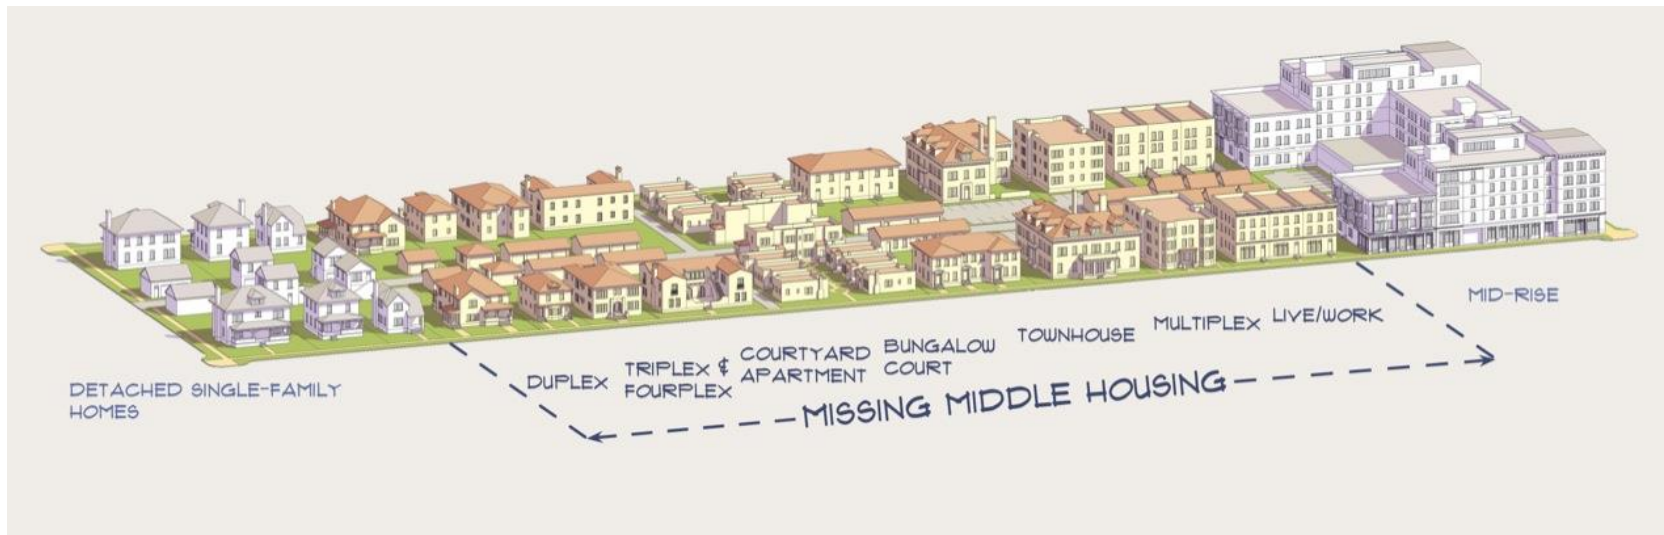 DETACHED SINGLE-FAMILY
HOMES
DUPLEX
TRIPLEX &
FOURPLEX
COURTYARD
APARTMENT
BUNGALOW
COURT
TOWNHOUSE
MULTIPLEX
LIVE/WORK
MID-RISE
MISSING MIDDLE HOUSING